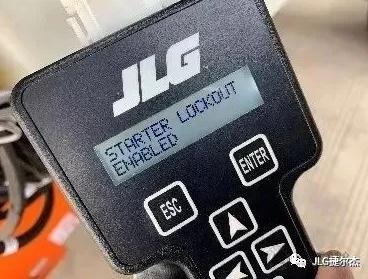 JLG
STARTER LOCKOUT
ENABLED
ESC
ENTER
JLG捷尔杰